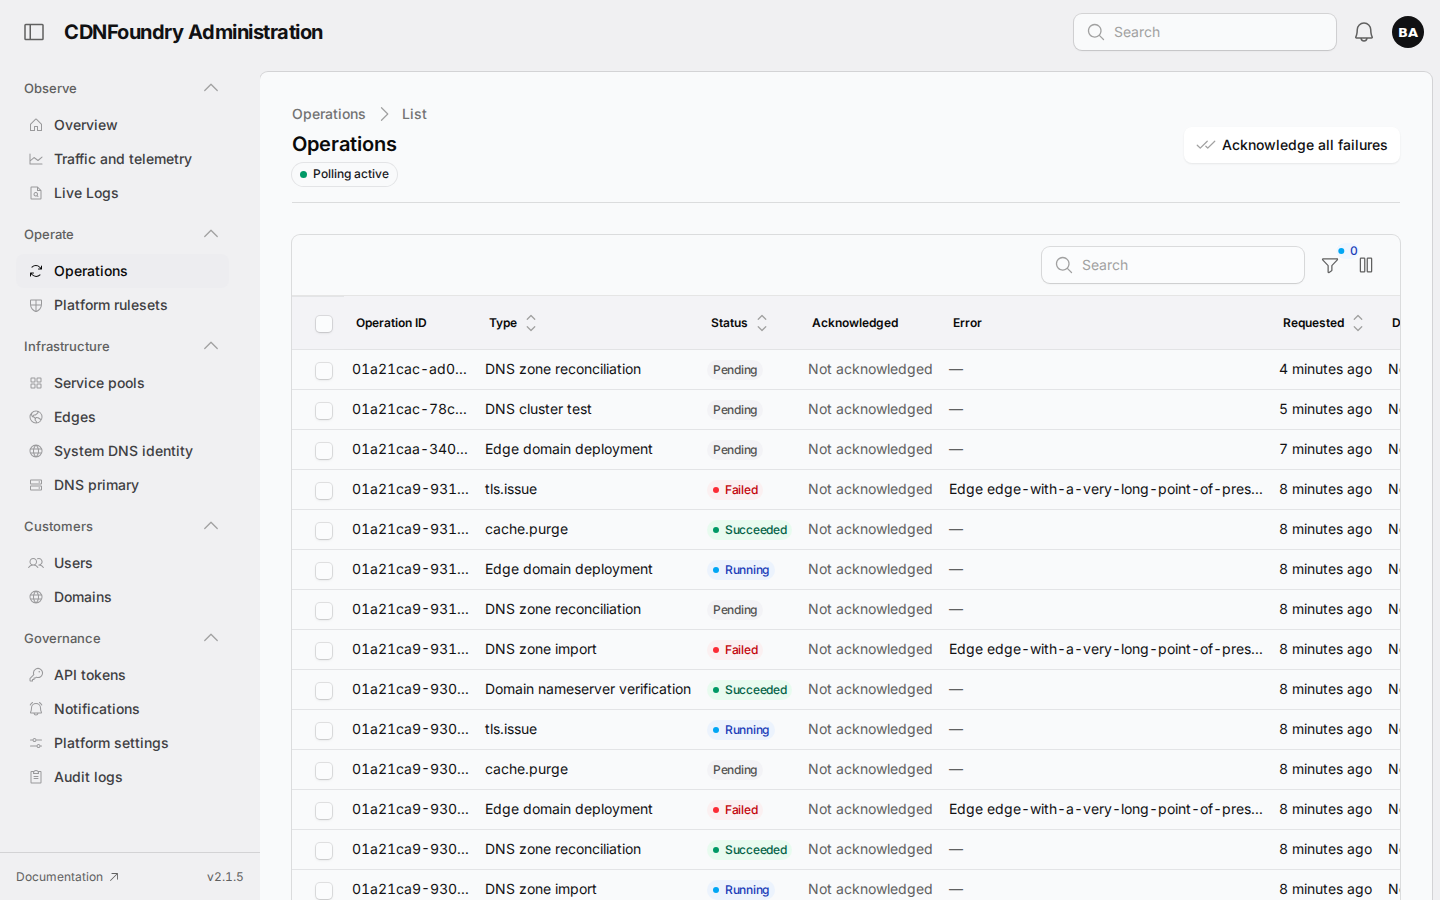 CDNFoundry Administration
Search
BA
Observe
Overview
Traffic and telemetry
Live Logs
Operate
Operations
Platform rulesets
Infrastructure
Service pools
Edges
System DNS identity
DNS primary
Customers
Users
Domains
Governance
API tokens
Notifications
Platform settings
Audit logs
Documentation
v2.1.5
Operations List
Operations
Polling active
Acknowledge all failures
Search
0
Operation ID Type Status Acknowledged Error Requested D
01a21cac-ad0... DNS zone reconciliation Pending Not acknowledged — 4 minutes ago N
01a21cac-78c... DNS cluster test Pending Not acknowledged — 5 minutes ago N
01a21caa-340... Edge domain deployment Pending Not acknowledged — 7 minutes ago N
01a21ca9-931... tls.issue Failed Not acknowledged Edge edge-with-a-very-long-point-of-pres... 8 minutes ago N
01a21ca9-931... cache.purge Succeeded Not acknowledged — 8 minutes ago N
01a21ca9-931... Edge domain deployment Running Not acknowledged — 8 minutes ago N
01a21ca9-931... DNS zone reconciliation Pending Not acknowledged — 8 minutes ago N
01a21ca9-931... DNS zone import Failed Not acknowledged Edge edge-with-a-very-long-point-of-pres... 8 minutes ago N
01a21ca9-930... Domain nameserver verification Succeeded Not acknowledged — 8 minutes ago N
01a21ca9-930... tls.issue Running Not acknowledged — 8 minutes ago N
01a21ca9-930... cache.purge Pending Not acknowledged — 8 minutes ago N
01a21ca9-930... Edge domain deployment Failed Not acknowledged Edge edge-with-a-very-long-point-of-pres... 8 minutes ago N
01a21ca9-930... DNS zone reconciliation Succeeded Not acknowledged — 8 minutes ago N
01a21ca9-930... DNS zone import Running Not acknowledged — 8 minutes ago N